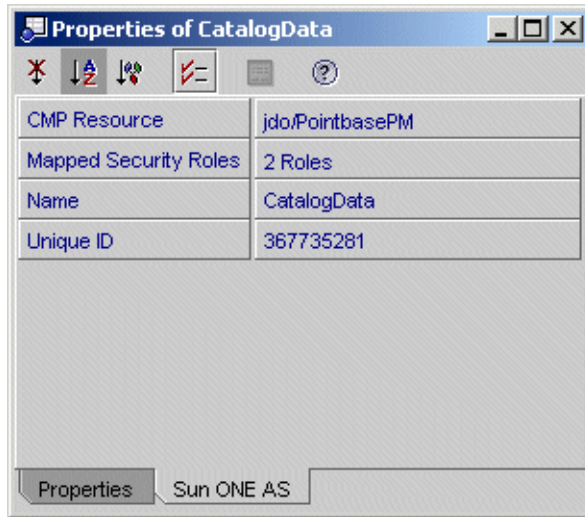 Properties of CatalogData
CMP Resource jdo/PointbasePM
Mapped Security Roles 2 Roles
Name CatalogData
Unique ID 367735281
Properties Sun ONE AS